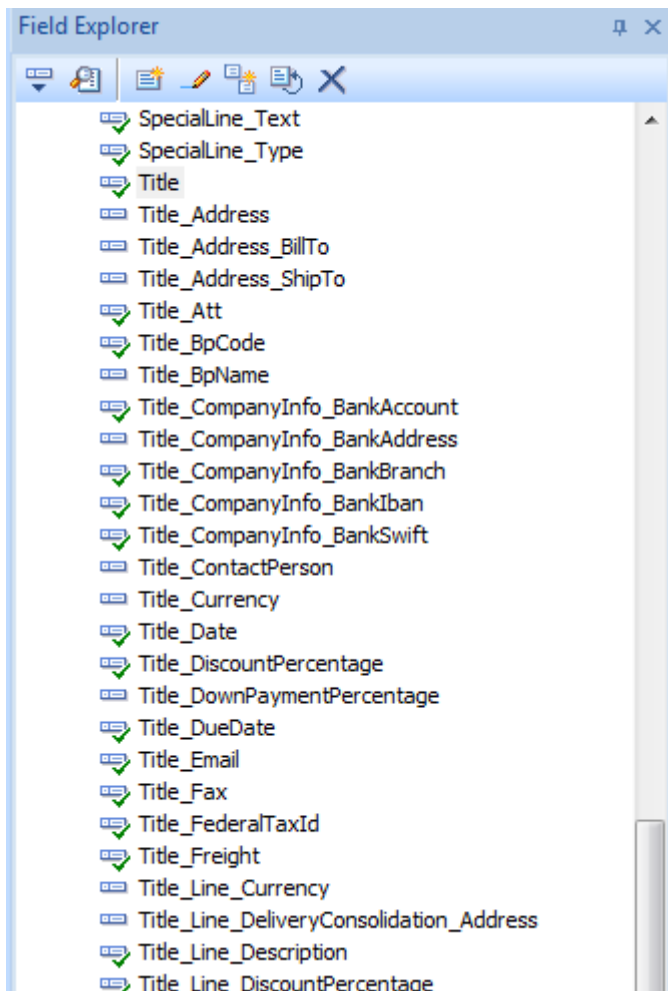 Field Explorer
SpecialLine_Text
SpecialLine_Type
Title
Title_Address
Title_Address_BillTo
Title_Address_ShipTo
Title_Att
Title_BpCode
Title_BpName
Title_CompanyInfo_BankAccount
Title_CompanyInfo_BankAddress
Title_CompanyInfo_BankBranch
Title_CompanyInfo_BankIban
Title_CompanyInfo_BankSwift
Title_ContactPerson
Title_Currency
Title_Date
Title_DiscountPercentage
Title_DownPaymentPercentage
Title_DueDate
Title_Email
Title_Fax
Title_FederalTaxId
Title_Freight
Title_Line_Currency
Title_Line_DeliveryConsolidation_Address
Title_Line_Description
Title_Line_DiscountPercentage